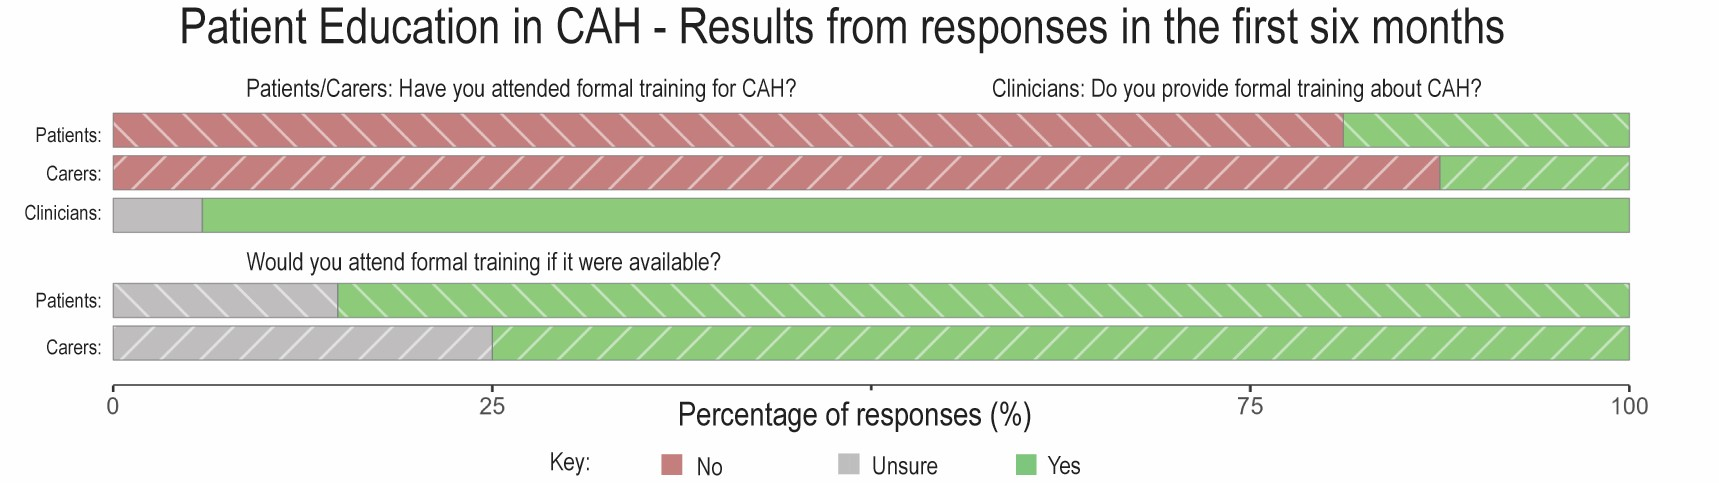 Patient Education in CAH - Results from responses in the first six months
Patients/Carers: Have you attended formal training for CAH? Clinicians: Do you provide formal training about CAH?
Patients:
Carers:
Clinicians:
Would you attend formal training if it were available?
Patients:
Carers:
0 25 75 100
Percentage of responses (%)
Key: No Unsure Yes